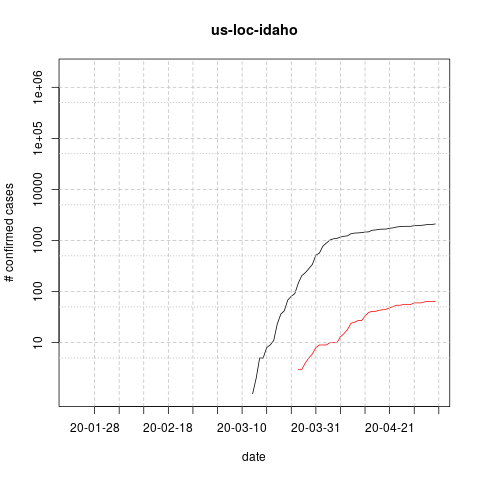 us-loc-idaho
# confirmed cases
1e+06
1e+05
10000
1000
100
10
20-01-28
20-02-18
20-03-10
20-03-31
20-04-21
date